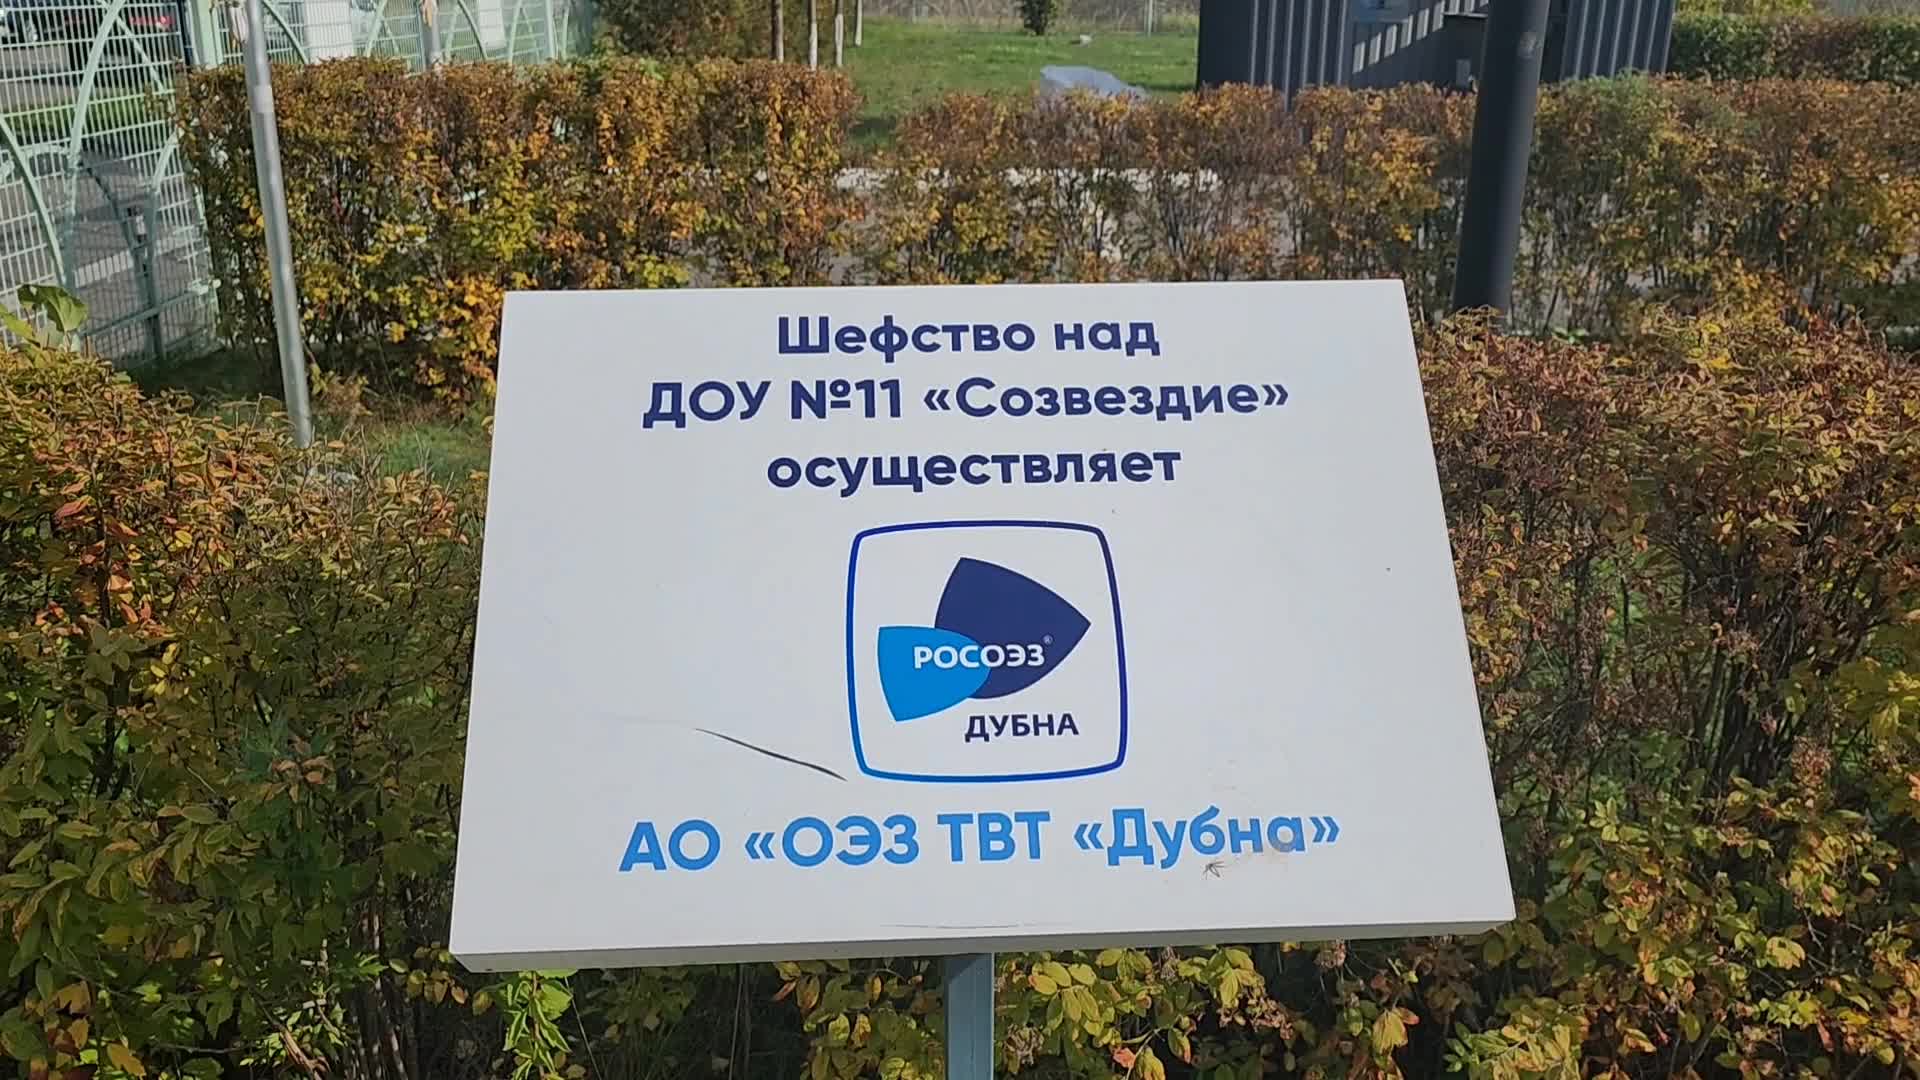 Шефство над
ДОУ №11 «Созвездие»
осуществляет
РОСОЭЗ®
ДУБНА
АО «ОЭЗ ТВТ «Дубна»